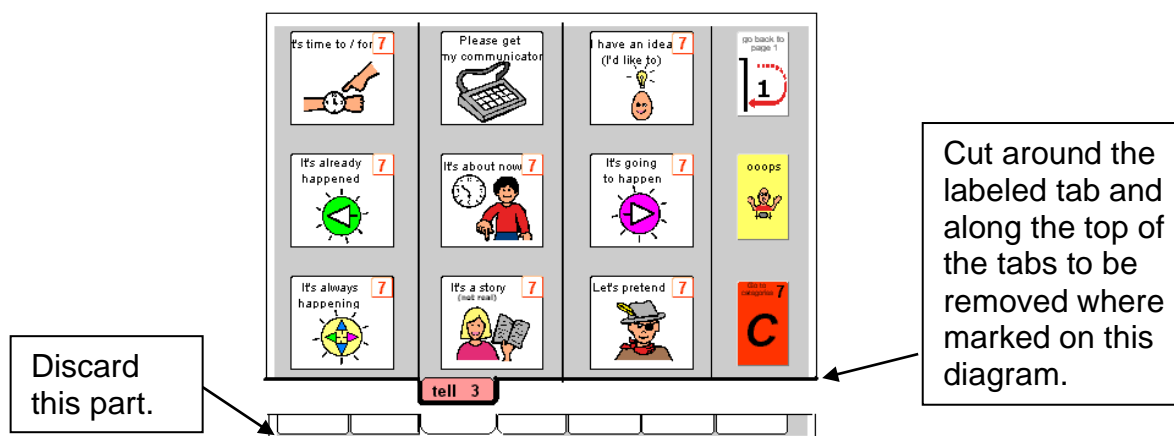 t's time to / for 7
Please get
my communicator
I have an idea 7
(I'd like to)
go back to
page 1
1
It's already 7
happened
It's about now 7
It's going 7
to happen
ooops
It's always 7
happening
It's a story 7
(not real)
Let's pretend 7
Go to
categories 7
C
tell 3
Discard
this part.
Cut around the
labeled tab and
along the top of
the tabs to be
removed where
marked on this
diagram.